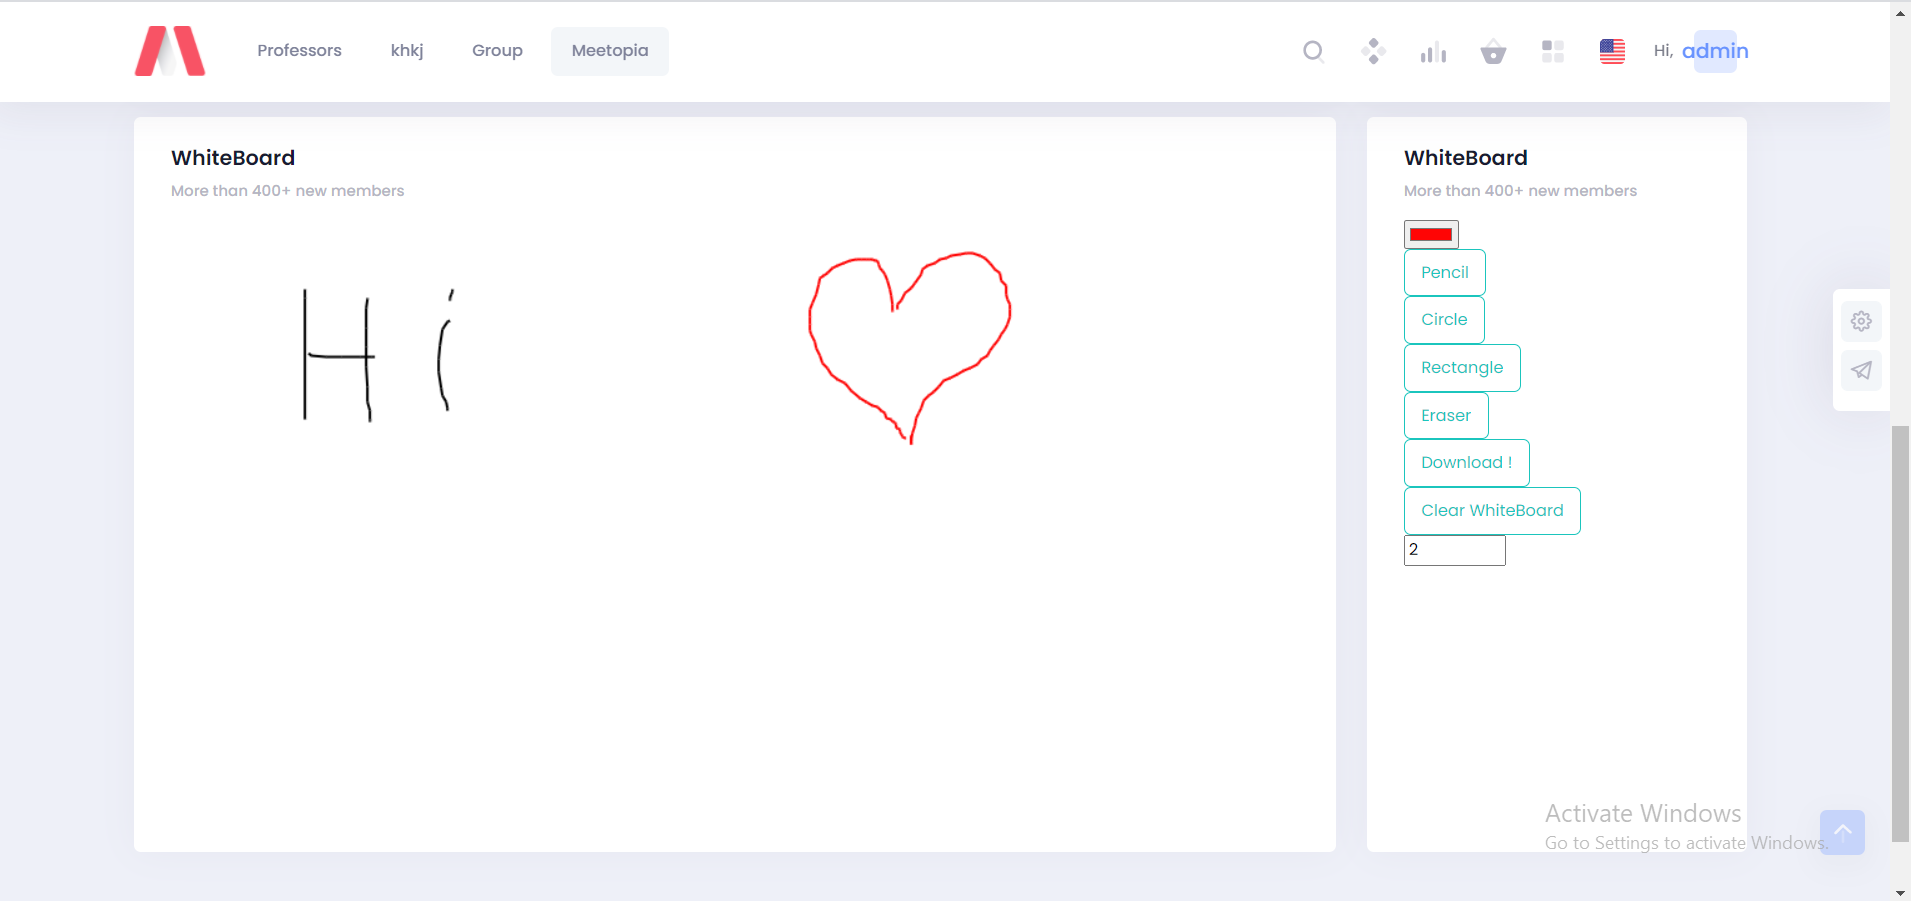 Professors khkj Group Meetopia Hi, admin
WhiteBoard
More than 400+ new members
Hi
WhiteBoard
More than 400+ new members
Pencil
Circle
Rectangle
Eraser
Download !
Clear WhiteBoard
2
Activate Windows
Go to Settings to activate Windows.